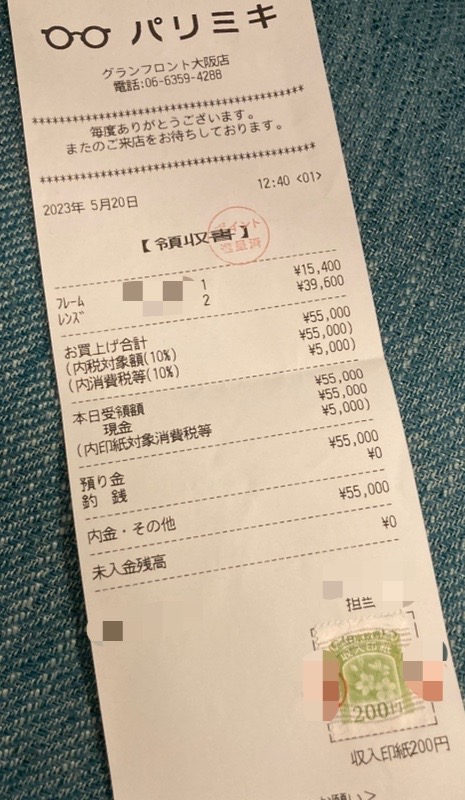 パリミキ
グランフロント大阪店
電話:06-6359-4288
毎度ありがとうございます。
またのご来店をお待ちしております。
2023年 5月20日
12:40 <01>
【領収書】
ポイント
フレーム 1 ¥15,400
レンズ 2 ¥39,600
お買上げ合計 ¥55,000
(内税対象額(10%) ¥55,000)
(内消費税等(10%) ¥5,000)
本日受領額 ¥55,000
現金 ¥55,000
(内印紙対象消費税等 ¥5,000)
預り金 ¥55,000
釣 銭 ¥0
内金・その他 ¥55,000
未入金残高 ¥0
担当
日本政府
収入印紙
200円
収入印紙200円